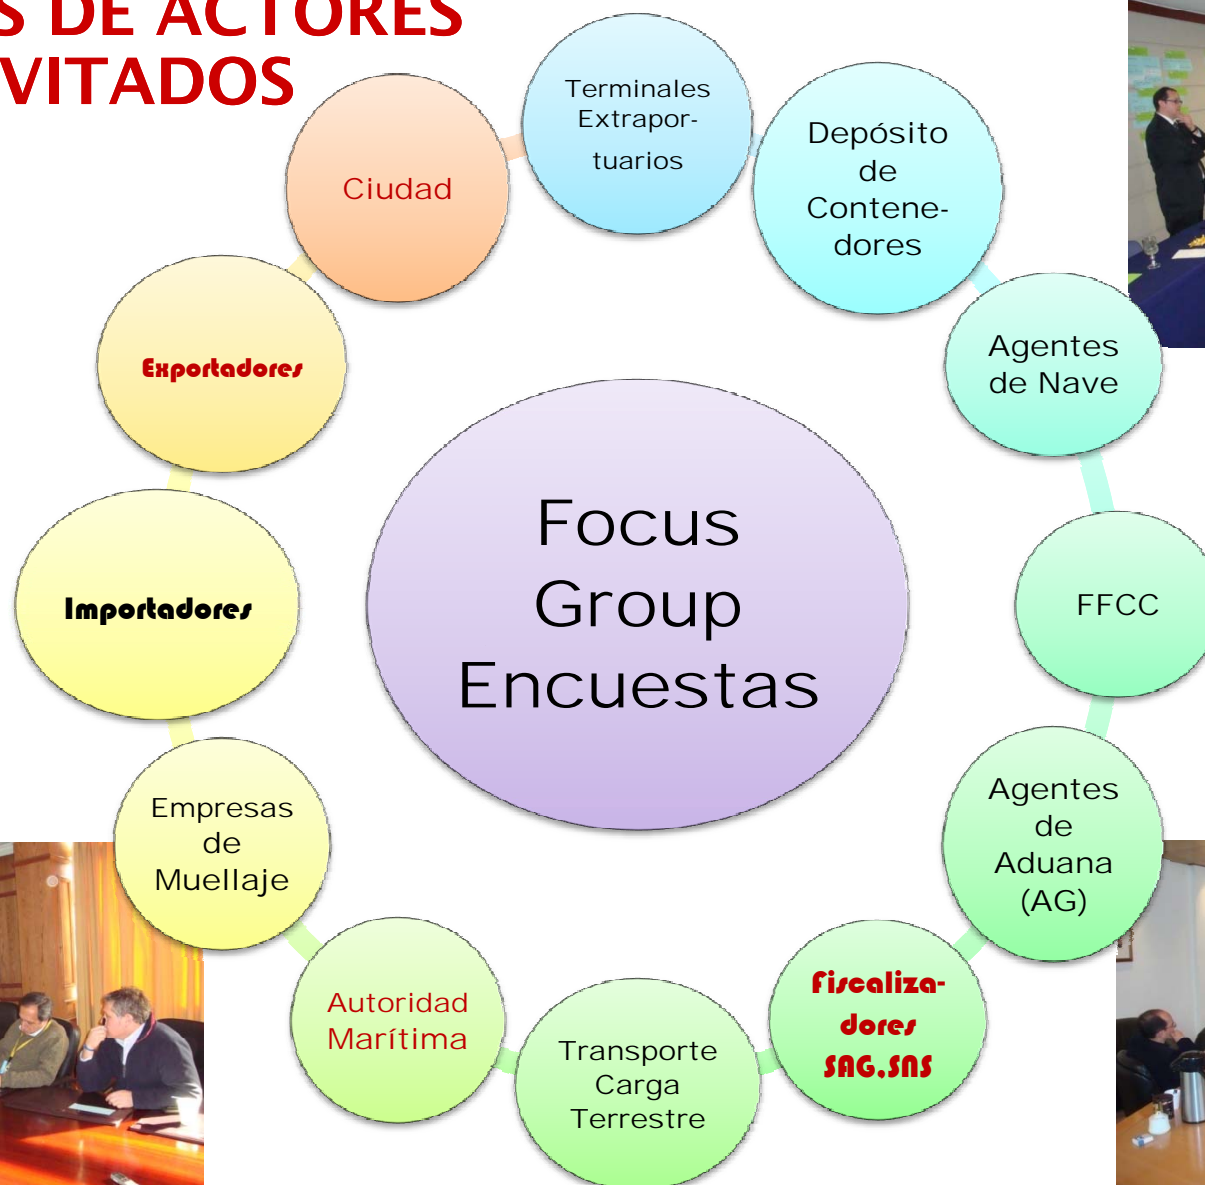 S DE ACTORES
VITADOS
Terminales
Extrapor-
tuarios
Depósito
de
Contene-
dores
Agentes
de Nave
FFCC
Agentes
de
Aduana
(AG)
Fiscaliza-
dores
SAG,SNS
Transporte
Carga
Terrestre
Autoridad
Marítima
Empresas
de
Muellaje
Importadores
Exportadores
Ciudad
Focus
Group
Encuestas